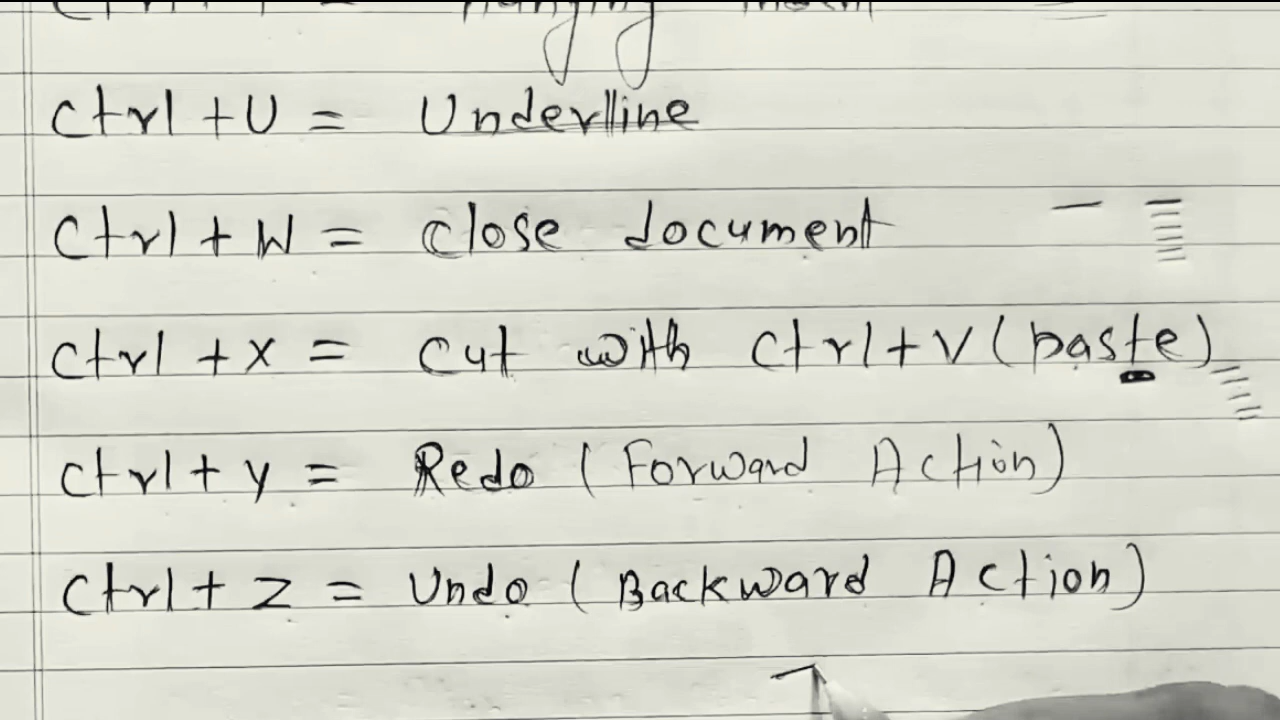 Ctrl + U = Underline
Ctrl + W = close document
Ctrl + X = Cut with Ctrl + V (paste)
Ctrl + y = Redo (Forward Action)
Ctrl + Z = Undo (Backward Action)